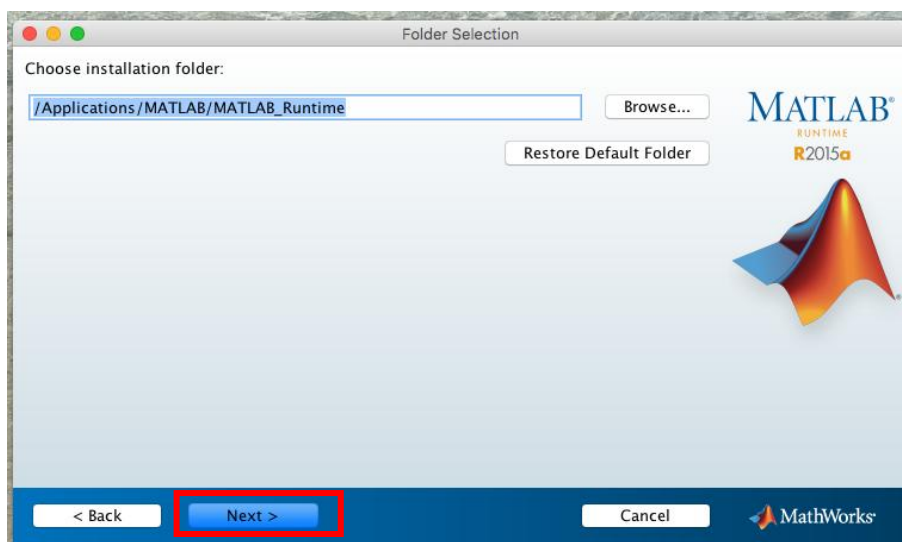 Folder Selection
Choose installation folder:
/Applications/MATLAB/MATLAB_Runtime
Browse...
Restore Default Folder
MATLAB®
RUNTIME
R2015a
®
< Back
Next >
Cancel
MathWorks®